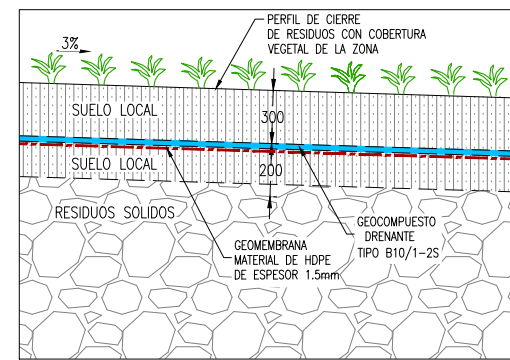 PERFIL DE CIERRE
DE RESIDUOS CON COBERTURA
VEGETAL DE LA ZONA
3%
SUELO LOCAL
300
SUELO LOCAL
200
RESIDUOS SOLIDOS
GEOMEMBRANA
MATERIAL DE HDPE
DE ESPESOR 1.5mm
GEOCOMPUESTO
DRENANTE
TIPO B10/1-2S